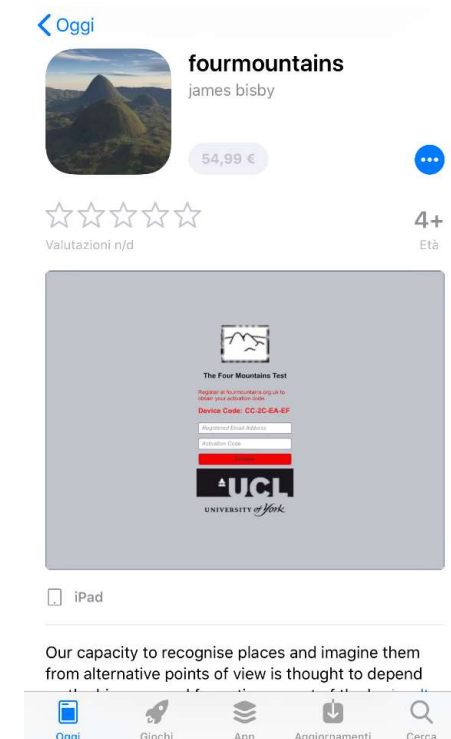 Oggi
fourmountains
james bisby
54,99 €
4+
Valutazioni n/d
Età
The Four Mountains Test
Register at fourmountains.org.uk to
obtain your activation code.
Device Code: CC-2C-EA-EF
Registered Email Address
Activation Code
UCL
UNIVERSITY of York
iPad
Our capacity to recognise places and imagine them
from alternative points of view is thought to depend
Oggi
Giochi
App
Aggiornamenti
Cerca